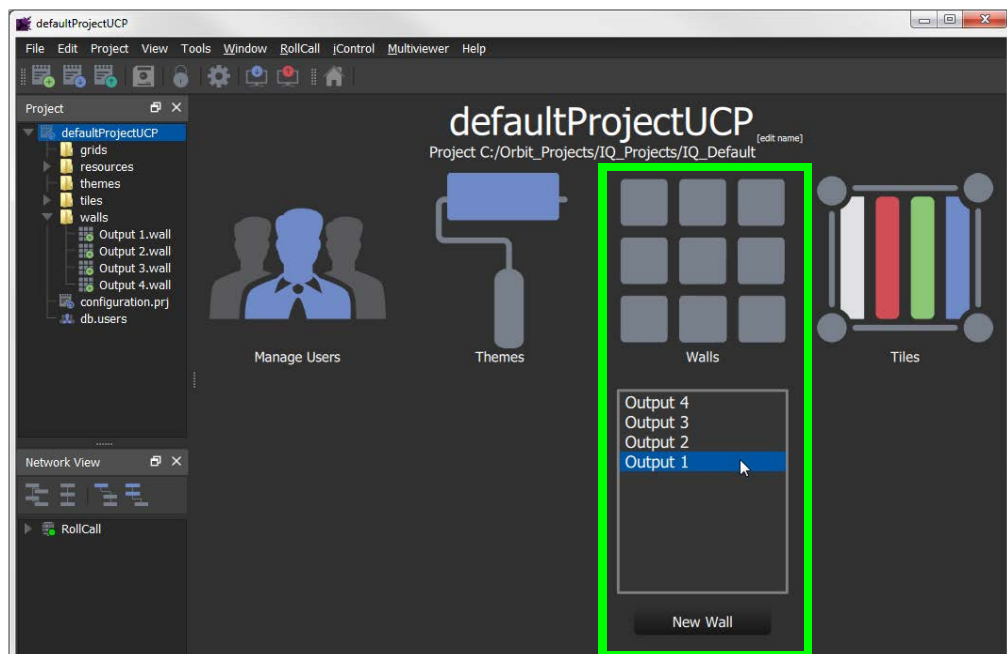 defaultProjectUCP
File Edit Project View Tools Window RollCall iControl Multiviewer Help
Project
defaultProjectUCP
grids
resources
themes
tiles
walls
Output 1.wall
Output 2.wall
Output 3.wall
Output 4.wall
configuration.prj
db.users
Network View
RollCall
defaultProjectUCP
[edit name]
Project C:/Orbit_Projects/IQ_Projects/IQ_Default
Manage Users
Themes
Walls
Tiles
Output 4
Output 3
Output 2
Output 1
New Wall